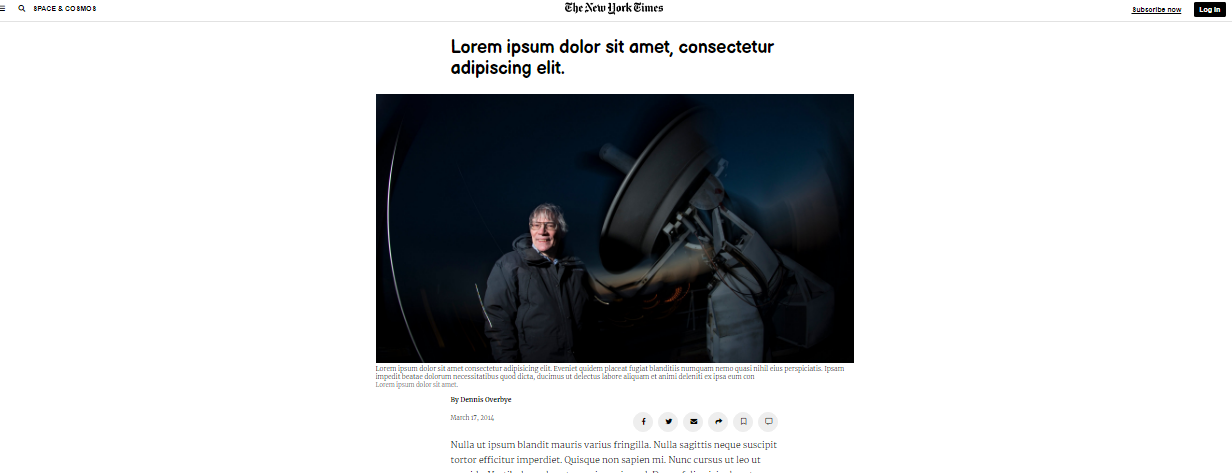 SPACE & COSMOS
The New York Times
Subscribe now
Log In
Lorem ipsum dolor sit amet, consectetur
adipiscing elit.
Lorem ipsum dolor sit amet consectetur adipisicing elit. Eveniet quidem placeat fugiat blanditiis numquam nemo quasi nihil eius perspiciatis. Ipsam
impedit beatae dolorum necessitatibus quod dicta, ducimus ut delectus labore aliquam et animi deleniti ex ipsa eum con
Lorem ipsum dolor sit amet.
By Dennis Overbye
March 17, 2014
Nulla ut ipsum blandit mauris varius fringilla. Nulla sagittis neque suscipit
tortor efficitur imperdiet. Quisque non sapien mi. Nunc cursus ut leo ut